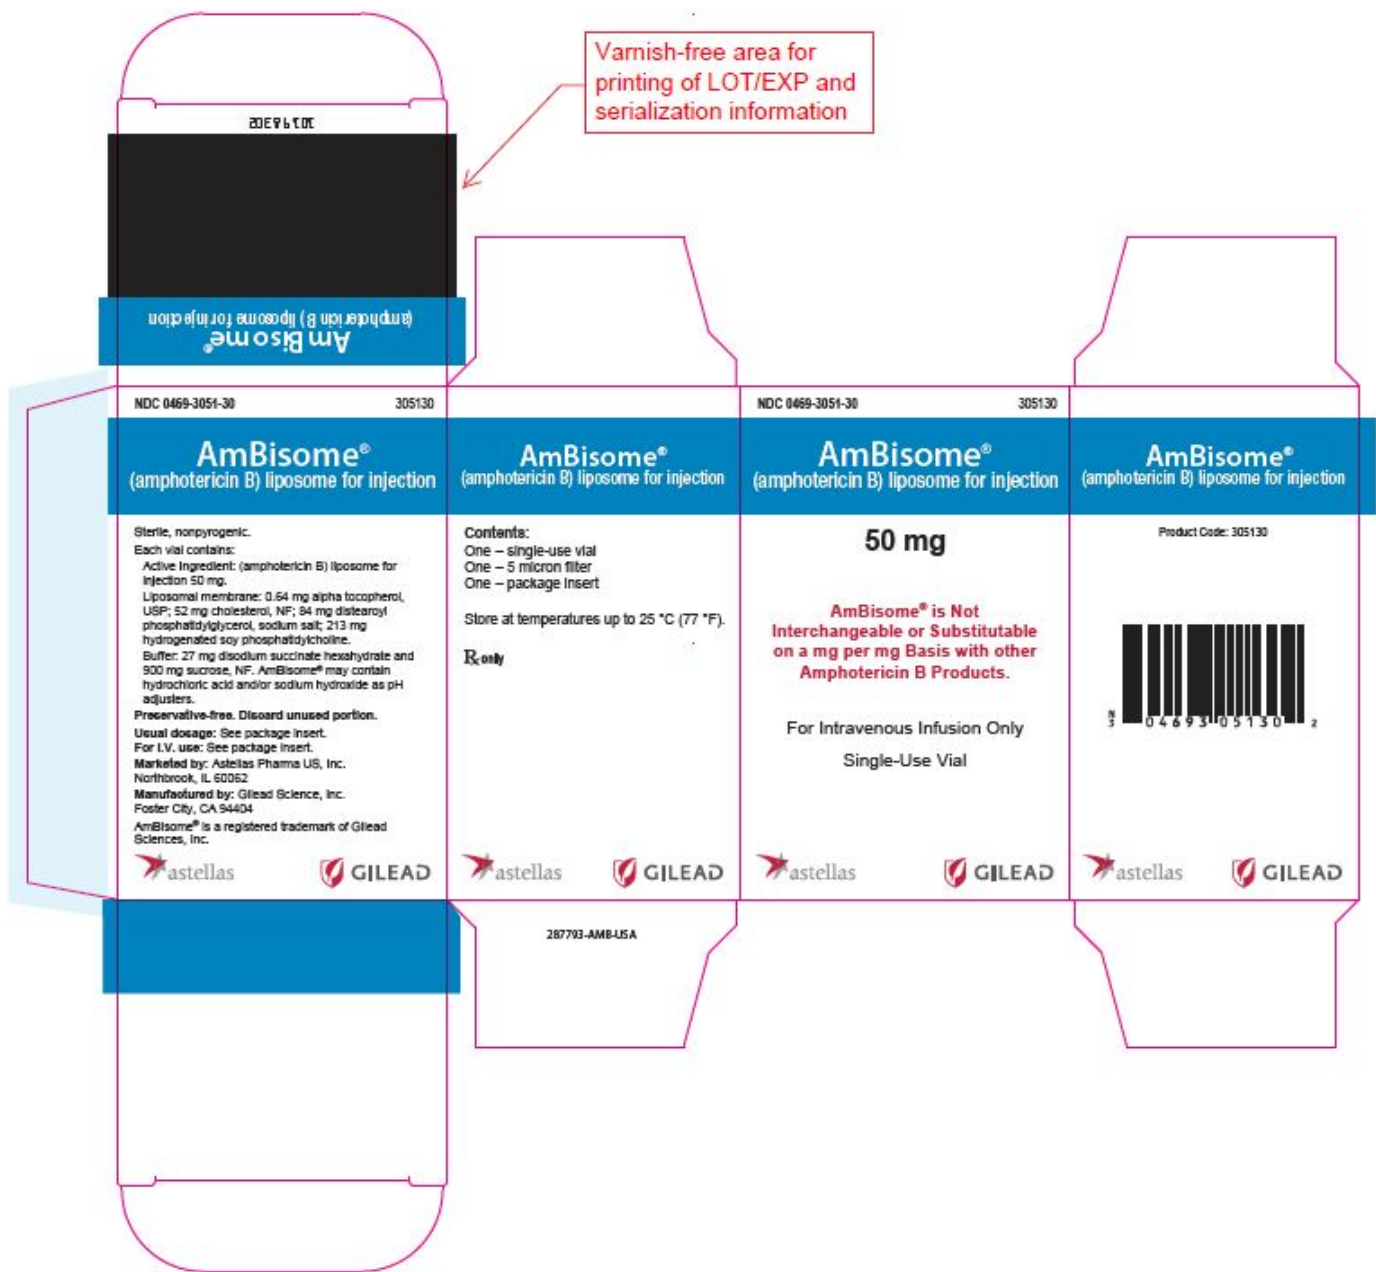 Varnish-free area for
printing of LOT/EXP and
serialization information
AmBisome®
(amphotericin B) liposome for injection
NDC 0469-3051-30 305130
AmBisome®
(amphotericin B) liposome for injection
Sterile, nonpyrogenic.
Each vial contains:
Active Ingredient: (amphotericin B) liposome for
injection 50 mg.
Liposomal membrane: 0.64 mg alpha tocopherol,
USP; 52 mg cholesterol, NF; 84 mg distearoyl
phosphatidylglycerol, sodium salt; 213 mg
hydrogenated soy phosphatidylcholine.
Buffer: 27 mg disodium succinate hexahydrate and
900 mg sucrose, NF. AmBisome® may contain
hydrochloric acid and/or sodium hydroxide as pH
adjusters.
Preservative-free. Discard unused portion.
Usual dosage: See package insert.
For I.V. use: See package insert.
Marketed by: Astellas Pharma US, Inc.
Northbrook, IL 60062
Manufactured by: Gilead Science, Inc.
Foster City, CA 94404
AmBisome® is a registered trademark of Gilead
Sciences, Inc.
astellas GILEAD
AmBisome®
(amphotericin B) liposome for injection
Contents:
One – single-use vial
One – 5 micron filter
One – package insert
Store at temperatures up to 25 °C (77 °F).
℞ only
astellas GILEAD
287793-AMB-USA
NDC 0469-3051-30 305130
AmBisome®
(amphotericin B) liposome for injection
50 mg
AmBisome® is Not
Interchangeable or Substitutable
on a mg per mg Basis with other
Amphotericin B Products.
For Intravenous Infusion Only
Single-Use Vial
astellas GILEAD
AmBisome®
(amphotericin B) liposome for injection
Product Code: 305130
N
3 04693 05130 2
astellas GILEAD